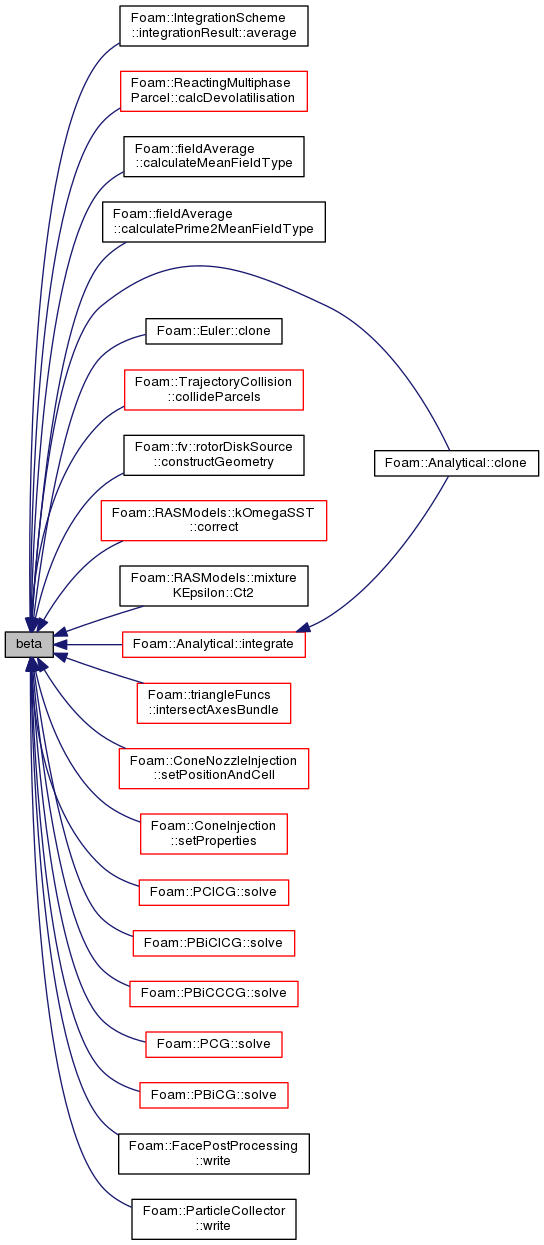 Foam::IntegrationScheme
::integrationResult::average
Foam::ReactingMultiphase
Parcel::calcDevolatilisation
Foam::fieldAverage
::calculateMeanFieldType
Foam::fieldAverage
::calculatePrime2MeanFieldType
Foam::Euler::clone
Foam::TrajectoryCollision
::collideParcels
Foam::fv::rotorDiskSource
::constructGeometry
Foam::Analytical::clone
Foam::RASModels::kOmegaSST
::correct
Foam::RASModels::mixture
KEpsilon::Ct2
beta
Foam::Analytical::integrate
Foam::triangleFuncs
::intersectAxesBundle
Foam::ConeNozzleInjection
::setPositionAndCell
Foam::ConeInjection
::setProperties
Foam::PCICG::solve
Foam::PBiCICG::solve
Foam::PBiCCCG::solve
Foam::PCG::solve
Foam::PBiCG::solve
Foam::FacePostProcessing
::write
Foam::ParticleCollector
::write